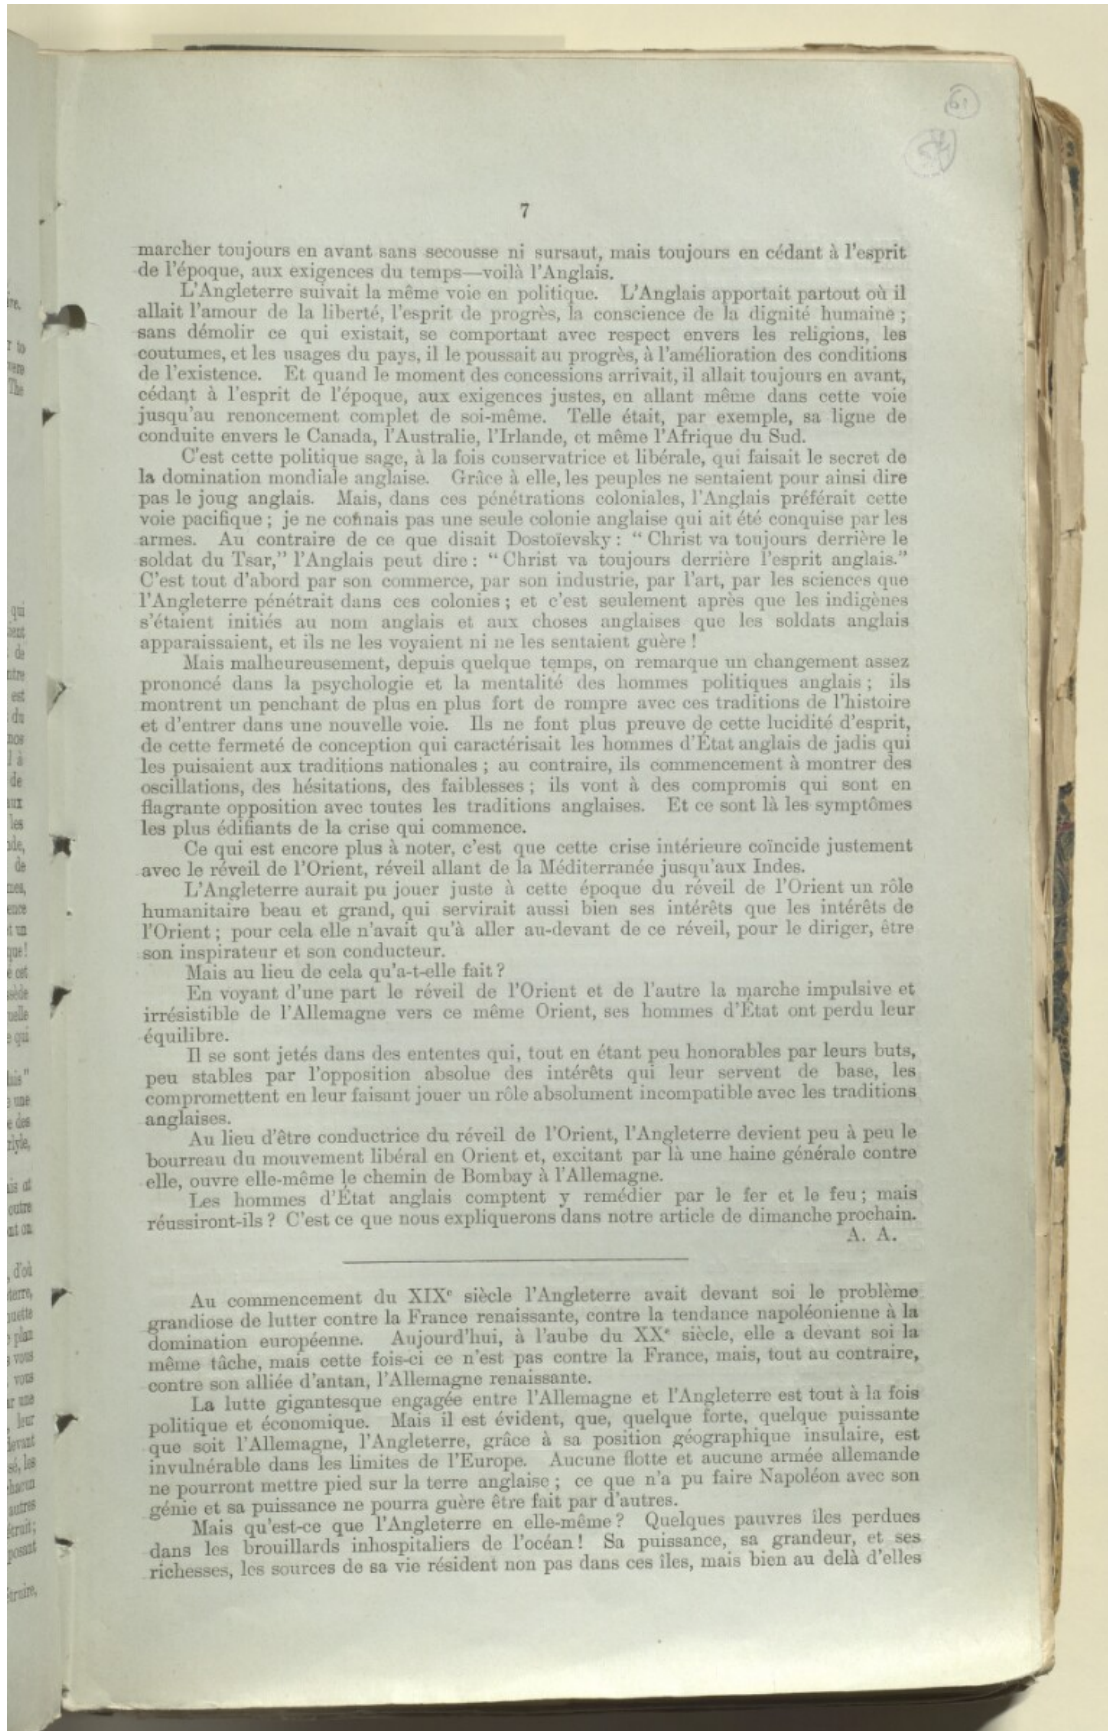 61
54
7
marcher toujours en avant sans secousse ni sursaut, mais toujours en cédant à l'esprit
de l'époque, aux exigences du temps—voilà l'Anglais.
L'Angleterre suivait la même voie en politique. L'Anglais apportait partout où il
allait l'amour de la liberté, l'esprit de progrès, la conscience de la dignité humaine ;
sans démolir ce qui existait, se comportant avec respect envers les religions, les
coutumes, et les usages du pays, il le poussait au progrès, à l'amélioration des conditions
de l'existence. Et quand le moment des concessions arrivait, il allait toujours en avant,
cédant à l'esprit de l'époque, aux exigences justes, en allant même dans cette voie
jusqu'au renoncement complet de soi-même. Telle était, par exemple, sa ligne de
conduite envers le Canada, l'Australie, l'Irlande, et même l'Afrique du Sud.
C'est cette politique sage, à la fois conservatrice et libérale, qui faisait le secret de
la domination mondiale anglaise. Grâce à elle, les peuples ne sentaient pour ainsi dire
pas le joug anglais. Mais, dans ces pénétrations coloniales, l'Anglais préférait cette
voie pacifique ; je ne connais pas une seule colonie anglaise qui ait été conquise par les
armes. Au contraire de ce que disait Dostoïevsky : “ Christ va toujours derrière le
soldat du Tsar,” l'Anglais peut dire : “ Christ va toujours derrière l'esprit anglais.”
C'est tout d'abord par son commerce, par son industrie, par l'art, par les sciences que
l'Angleterre pénétrait dans ces colonies ; et c'est seulement après que les indigènes
s'étaient initiés au nom anglais et aux choses anglaises que les soldats anglais
apparaissaient, et ils ne les voyaient ni ne les sentaient guère !
Mais malheureusement, depuis quelque temps, on remarque un changement assez
prononcé dans la psychologie et la mentalité des hommes politiques anglais ; ils
montrent un penchant de plus en plus fort de rompre avec ces traditions de l'histoire
et d'entrer dans une nouvelle voie. Ils ne font plus preuve de cette lucidité d'esprit,
de cette fermeté de conception qui caractérisait les hommes d'État anglais de jadis qui
les puisaient aux traditions nationales ; au contraire, ils commencement à montrer des
oscillations, des hésitations, des faiblesses ; ils vont à des compromis qui sont en
flagrante opposition avec toutes les traditions anglaises. Et ce sont là les symptômes
les plus édifiants de la crise qui commence.
Ce qui est encore plus à noter, c'est que cette crise intérieure coïncide justement
avec le réveil de l'Orient, réveil allant de la Méditerranée jusqu'aux Indes.
L'Angleterre aurait pu jouer juste à cette époque du réveil de l'Orient un rôle
humanitaire beau et grand, qui servirait aussi bien ses intérêts que les intérêts de
l'Orient ; pour cela elle n'avait qu'à aller au-devant de ce réveil, pour le diriger, être
son inspirateur et son conducteur.
Mais au lieu de cela qu'a-t-elle fait ?
En voyant d'une part le réveil de l'Orient et de l'autre la marche impulsive et
irrésistible de l'Allemagne vers ce même Orient, ses hommes d'État ont perdu leur
équilibre.
Il se sont jetés dans des ententes qui, tout en étant peu honorables par leurs buts,
peu stables par l'opposition absolue des intérêts qui leur servent de base, les
compromettent en leur faisant jouer un rôle absolument incompatible avec les traditions
anglaises.
Au lieu d'être conductrice du réveil de l'Orient, l'Angleterre devient peu à peu le
bourreau du mouvement libéral en Orient et, excitant par là une haine générale contre
elle, ouvre elle-même le chemin de Bombay à l'Allemagne.
Les hommes d'État anglais comptent y remédier par le fer et le feu ; mais
réussiront-ils ? C'est ce que nous expliquerons dans notre article de dimanche prochain.
A. A.
Au commencement du XIXe siècle l'Angleterre avait devant soi le problème
grandiose de lutter contre la France renaissante, contre la tendance napoléonienne à la
domination européenne. Aujourd'hui, à l'aube du XXe siècle, elle a devant soi la
même tâche, mais cette fois-ci ce n'est pas contre la France, mais, tout au contraire,
contre son alliée d'antan, l'Allemagne renaissante.
La lutte gigantesque engagée entre l'Allemagne et l'Angleterre est tout à la fois
politique et économique. Mais il est évident, que, quelque forte, quelque puissante
que soit l'Allemagne, l'Angleterre, grâce à sa position géographique insulaire, est
invulnérable dans les limites de l'Europe. Aucune flotte et aucune armée allemande
ne pourront mettre pied sur la terre anglaise ; ce que n'a pu faire Napoléon avec son
génie et sa puissance ne pourra guère être fait par d'autres.
Mais qu'est-ce que l'Angleterre en elle-même ? Quelques pauvres îles perdues
dans les brouillards inhospitaliers de l'océan ! Sa puissance, sa grandeur, et ses
richesses, les sources de sa vie résident non pas dans ces îles, mais bien au delà d'elles